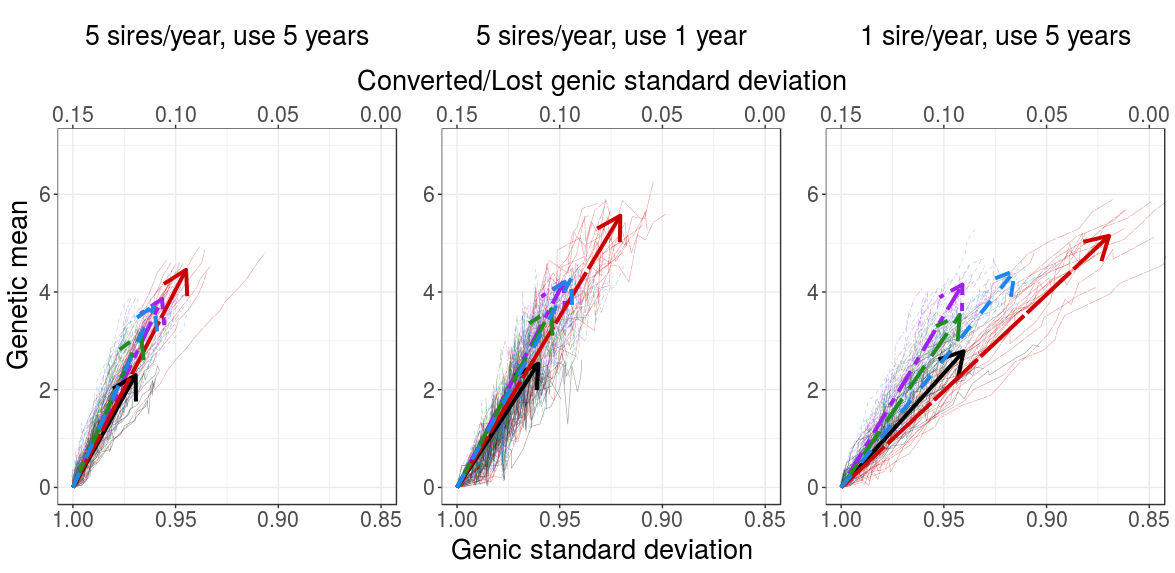 5 sires/year, use 5 years 5 sires/year, use 1 year 1 sire/year, use 5 years
Converted/Lost genic standard deviation
0.15 0.10 0.05 0.00 0.15 0.10 0.05 0.00 0.15 0.10 0.05 0.00
Genetic mean
6 6 6
4 4 4
2 2 2
0 0 0
1.00 0.95 0.90 0.85 1.00 0.95 0.90 0.85 1.00 0.95 0.90 0.85
Genic standard deviation